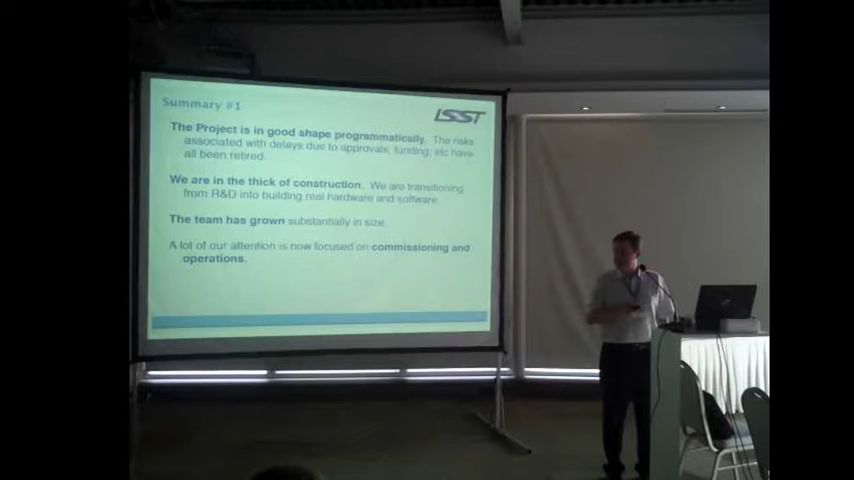 Summary #1
LSST
The Project is in good shape programmatically. The risks
associated with delays due to approvals, funding, etc have
all been retired.
We are in the thick of construction. We are transitioning
from R&D into building real hardware and software.
The team has grown substantially in size.
A lot of our attention is now focused on commissioning and
operations.